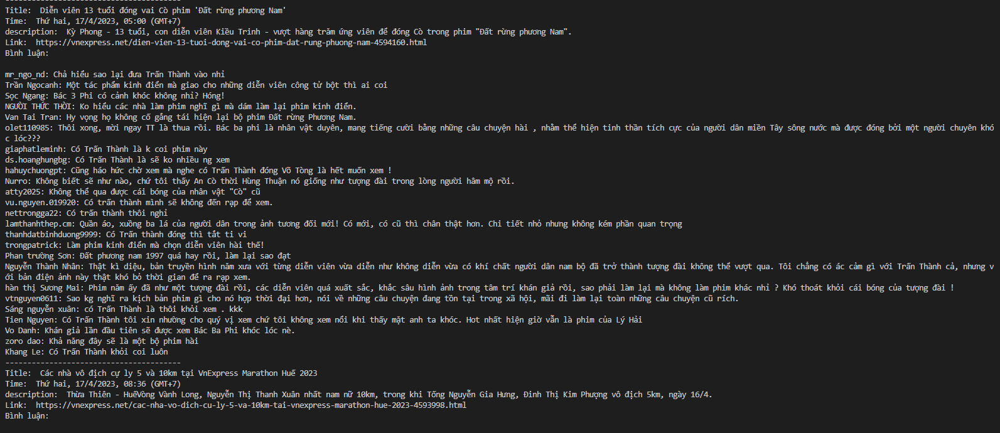 ----------------------------------------
Title:  Diễn viên 13 tuổi đóng vai Cò phim 'Đất rừng phương Nam'
Time:  Thứ hai, 17/4/2023, 05:00 (GMT+7)
description:  Kỳ Phong - 13 tuổi, con diễn viên Kiều Trinh - vượt hàng trăm ứng viên để đóng Cò trong phim "Đất rừng phương Nam".
Link:  https://vnexpress.net/dien-vien-13-tuoi-dong-vai-co-phim-dat-rung-phuong-nam-4594160.html
Bình luận:
mr_ngo_nd: Chả hiểu sao lại đưa Trấn Thành vào nhỉ
Trần Ngocanh: Một tác phẩm kinh điển mà giao cho những diễn viên công tử bột thì ai coi
Sọc Ngang: Bác 3 Phi có cảnh khóc không nhỉ? Hóng!
NGƯỜI THỨC THỜI: Ko hiểu các nhà làm phim nghĩ gì mà dám làm lại phim kinh điển.
Van Tai Tran: Hy vọng họ không cố gắng tái hiện lại bộ phim Đất rừng Phương Nam.
olet110985: Thôi xong, mời ngay TT là thua rồi. Bác ba phi là nhân vật duyên, mang tiếng cười bằng những câu chuyện hài , nhằm thể hiện tinh thần tích cực của người dân miền Tây sông nước mà được đóng bởi một người chuyên khó
c lóc???
giaphatleminh: Có Trấn Thành là k coi phim này
ds.hoanghungbg: Có Trấn Thành là sẽ ko nhiều ng xem
hahuychuongpt: Cũng háo hức chờ xem mà nghe có Trấn Thành đóng Võ Tòng là hết muốn xem !
Nurro: Không biết sẽ như nào, chứ tôi thấy An Cò thời Hùng Thuận nó giống như tượng đài trong lòng người hâm mộ rồi.
atty2025: Không thể qua được cái bóng của nhân vật "Cò" cũ
vu.nguyen.019920: Có trấn thành mình sẽ không đến rạp để xem.
nettrongga22: Có trấn thành thôi nghỉ
lamthanhthep.cm: Quần áo, xuồng ba lá của người dân trong ảnh tương đối mới! Có mới, có cũ thì chân thật hơn. Chi tiết nhỏ nhưng không kém phần quan trọng
thanhdatbinhduong9999: Có Trấn thành đóng thì tắt ti vi
trongpatrick: Làm phim kinh điển mà chọn diễn viên hài thế!
Phan trường Sơn: Đất phương nam 1997 quá hay rồi, làm lại sao đạt
Nguyễn Thành Nhân: Thật kì diệu, bản truyền hình năm xưa với từng diễn viên vừa diễn như không diễn vừa có khí chất người dân nam bộ đã trở thành tượng đài không thể vượt qua. Tôi chẳng có ác cảm gì với Trấn Thành cả, nhưng v
ới bản điện ảnh này thật khó bỏ thời gian để ra rạp xem.
hàn thị Sương Mai: Phim năm ấy đã như một tượng đài rồi, các diễn viên quá xuất sắc, khắc sâu hình ảnh trong tâm trí khán giả rồi, sao phải làm lại mà không làm phim khác nhỉ ? Khó thoát khỏi cái bóng của tượng đài !
vtnguyen0611: Sao kg nghĩ ra kịch bản phim gì cho nó hợp thời đại hơn, nói về những câu chuyện đang tồn tại trong xã hội, mãi đi làm lại toàn những câu chuyện cũ rích.
Sáng nguyễn xuân: có Trấn Thành là thôi khỏi xem . kkk
Tien Nguyen: Có Trấn Thành tôi xin nhường cho quý vị xem chứ tôi không xem nổi khi thấy mặt anh ta khóc. Hot nhất hiện giờ vẫn là phim của Lý Hải
Vo Danh: Khán giả lần đầu tiên sẽ được xem Bác Ba Phi khóc lóc nè.
zoro dao: Khả năng đây sẽ là một bộ phim hài
Khang Le: Có Trấn Thành khỏi coi luôn
----------------------------------------
Title:  Các nhà vô địch cự ly 5 và 10km tại VnExpress Marathon Huế 2023
Time:  Thứ hai, 17/4/2023, 08:36 (GMT+7)
description:  Thừa Thiên - HuếVòng Vành Long, Nguyễn Thị Thanh Xuân nhất nam nữ 10km, trong khi Tống Nguyễn Gia Hưng, Đinh Thị Kim Phượng vô địch 5km, ngày 16/4.
Link:  https://vnexpress.net/cac-nha-vo-dich-cu-ly-5-va-10km-tai-vnexpress-marathon-hue-2023-4593998.html
Bình luận: